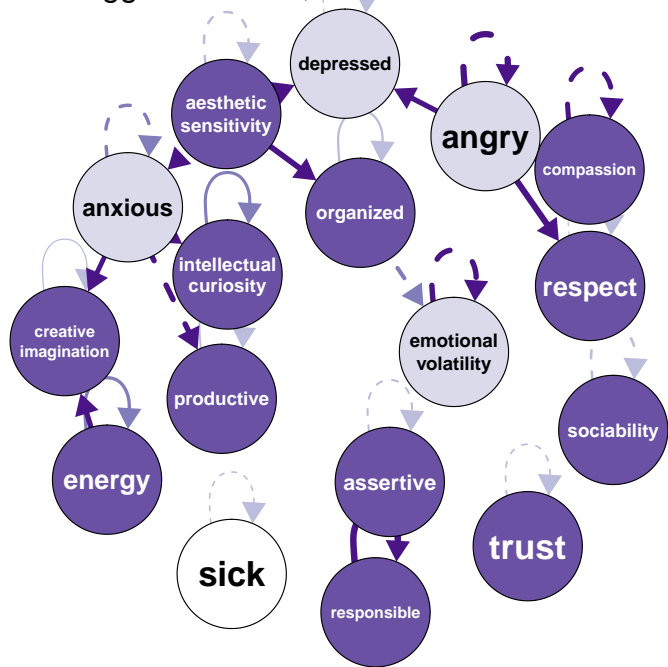 depressed
aesthetic
sensitivity
angry
compassion
anxious
organized
intellectual
curiosity
respect
creative
imagination
emotional
volatility
productive
sociability
energy
assertive
trust
sick
responsible